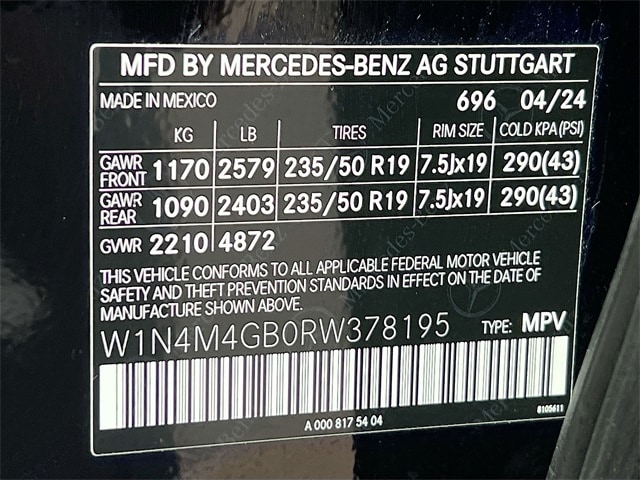 MFD BY MERCEDES-BENZ AG STUTTGART
MADE IN MEXICO 696 04/24
KG LB TIRES RIM SIZE COLD KPA(PSI)
GAWR FRONT 1170 2579 235/50 R19 7.5Jx19 290(43)
GAWR REAR 1090 2403 235/50 R19 7.5Jx19 290(43)
GVWR 2210 4872
THIS VEHICLE CONFORMS TO ALL APPLICABLE FEDERAL MOTOR VEHICLE
SAFETY AND THEFT PREVENTION STANDARDS IN EFFECT ON THE DATE OF
MANUFACTURE SHOWN ABOVE.
W1N4M4GB0RW378195 TYPE: MPV
8105611
A 000 817 54 04